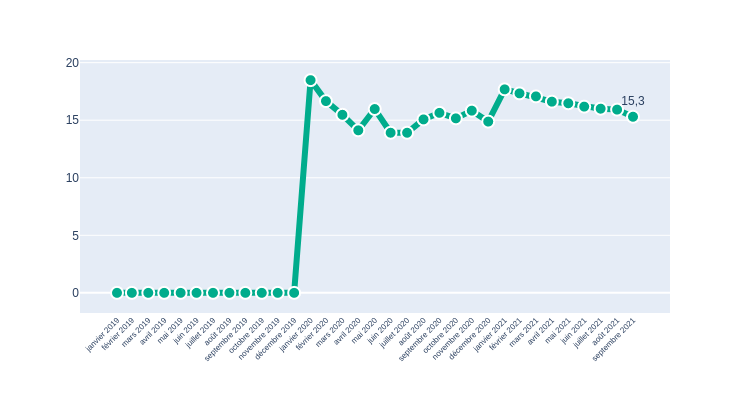 20
15,3
15
10
5
0
janvier 2019
février 2019
mars 2019
avril 2019
mai 2019
juin 2019
juillet 2019
août 2019
septembre 2019
octobre 2019
novembre 2019
décembre 2019
janvier 2020
février 2020
mars 2020
avril 2020
mai 2020
juin 2020
juillet 2020
août 2020
septembre 2020
octobre 2020
novembre 2020
décembre 2020
janvier 2021
février 2021
mars 2021
avril 2021
mai 2021
juin 2021
juillet 2021
août 2021
septembre 2021